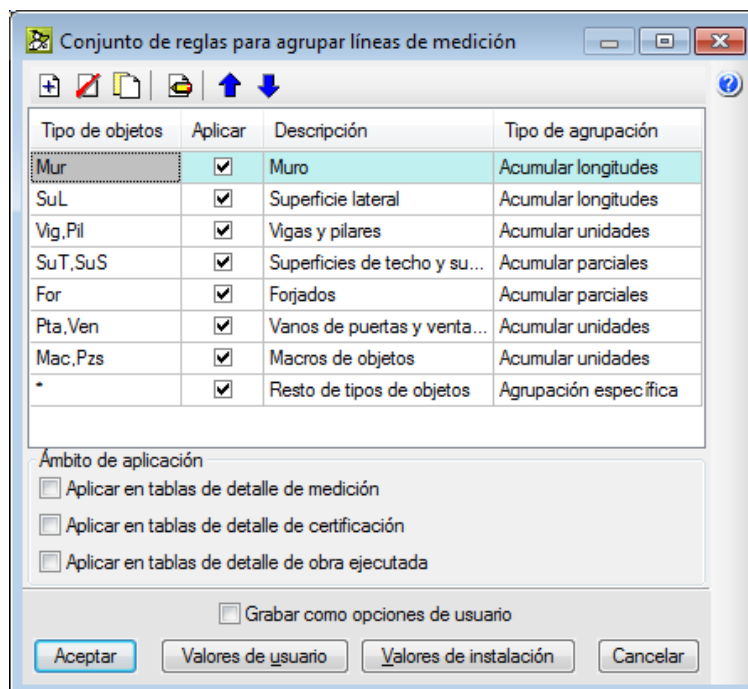 Conjunto de reglas para agrupar líneas de medición
Tipo de objetos Aplicar Descripción Tipo de agrupación
Mur Muro Acumular longitudes
SuL Superficie lateral Acumular longitudes
Vig,Pil Vigas y pilares Acumular unidades
SuT,SuS Superficies de techo y su... Acumular parciales
For Forjados Acumular parciales
Pta,Ven Vanos de puertas y venta... Acumular unidades
Mac,Pzs Macros de objetos Acumular unidades
* Resto de tipos de objetos Agrupación específica
Ámbito de aplicación
Aplicar en tablas de detalle de medición
Aplicar en tablas de detalle de certificación
Aplicar en tablas de detalle de obra ejecutada
Grabar como opciones de usuario
Aceptar Valores de usuario Valores de instalación Cancelar